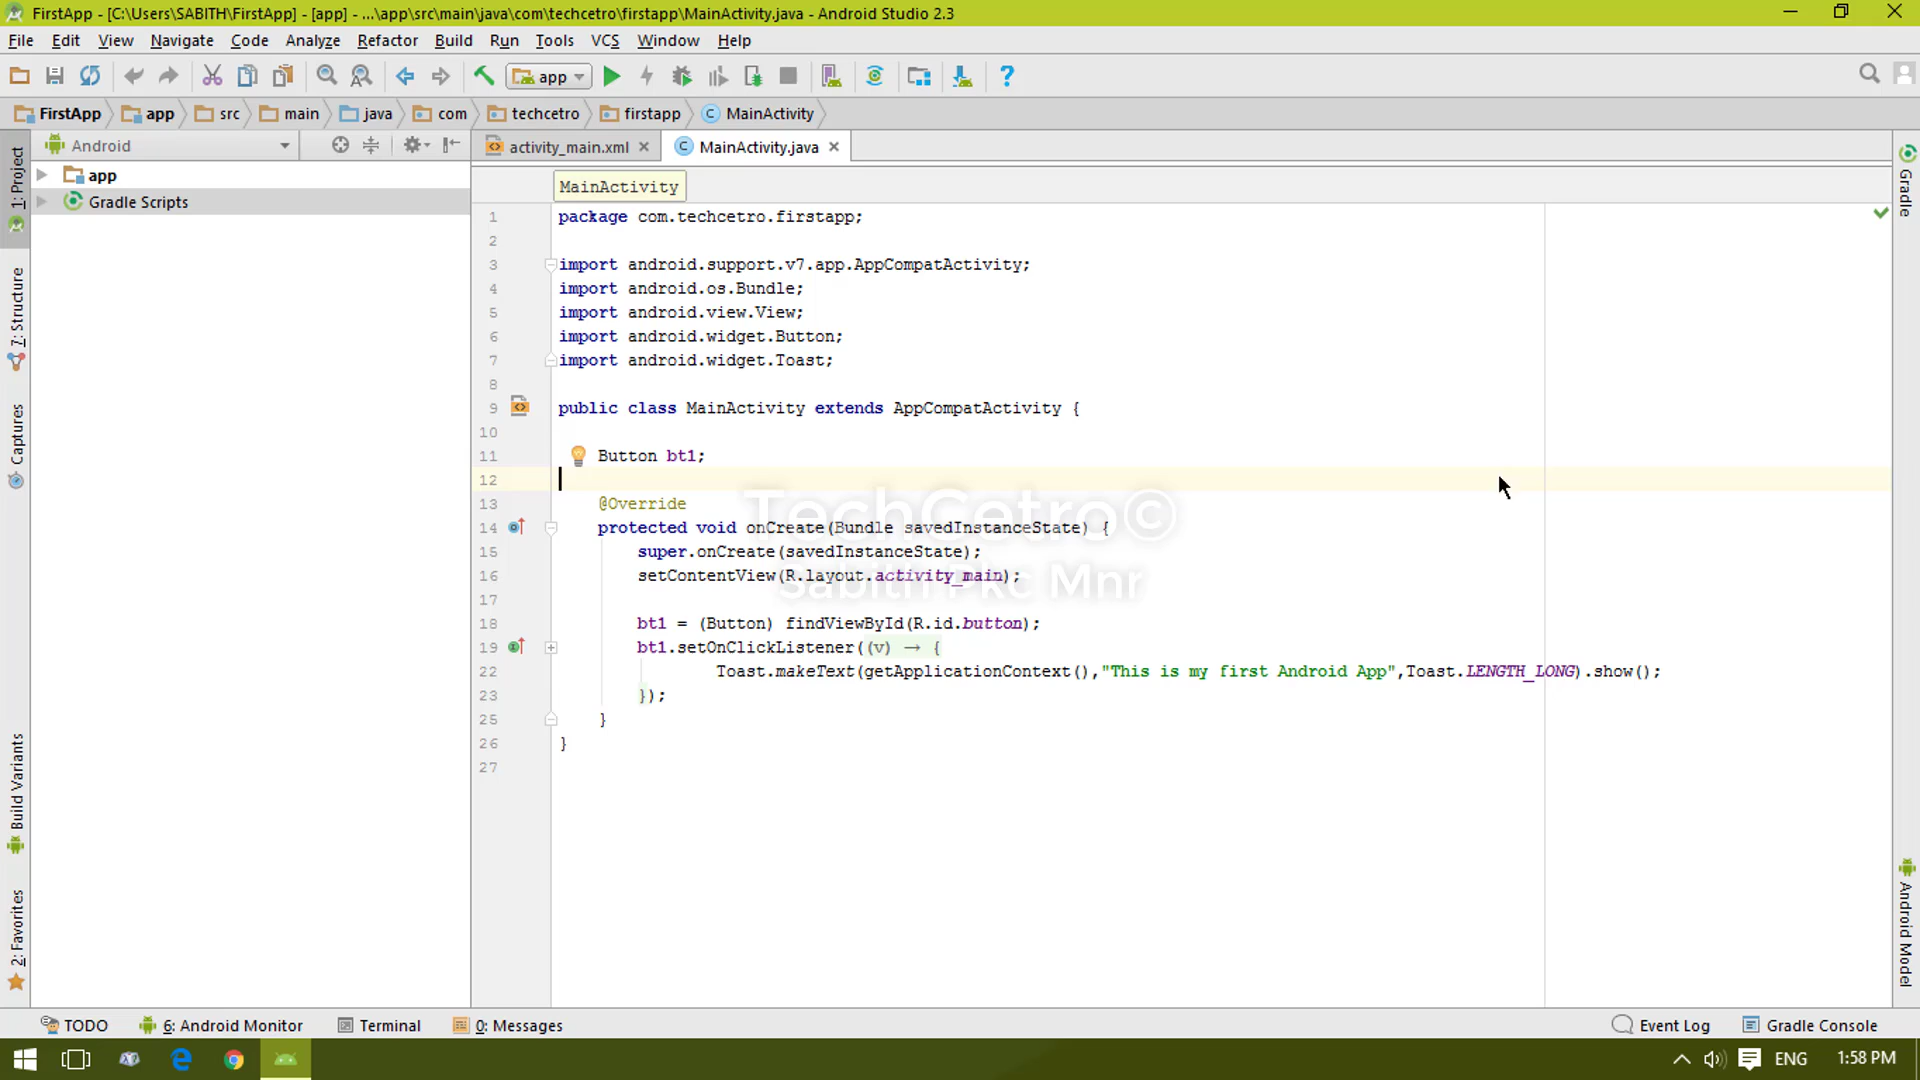 FirstApp - [C:\Users\SABITH\FirstApp] - [app] - ...\app\src\main\java\com\techcetro\firstapp\MainActivity.java - Android Studio 2.3
File Edit View Navigate Code Analyze Refactor Build Run Tools VCS Window Help
app
FirstApp app src main java com techcetro firstapp MainActivity
Android
activity_main.xml MainActivity.java
1: Project
7: Structure
Captures
Build Variants
2: Favorites
app
Gradle Scripts
MainActivity
1 package com.techcetro.firstapp;
2
3 import android.support.v7.app.AppCompatActivity;
4 import android.os.Bundle;
5 import android.view.View;
6 import android.widget.Button;
7 import android.widget.Toast;
8
9 public class MainActivity extends AppCompatActivity {
10
11 Button bt1;
12
13 @Override
14 protected void onCreate(Bundle savedInstanceState) {
15 super.onCreate(savedInstanceState);
16 setContentView(R.layout.activity_main);
17
18 bt1 = (Button) findViewById(R.id.button);
19 bt1.setOnClickListener((v) → {
22 Toast.makeText(getApplicationContext(),"This is my first Android App",Toast.LENGTH_LONG).show();
23 });
25 }
26 }
27
TechCetro©
Sabith Pkc Mnr
Gradle
Android Model
TODO 6: Android Monitor Terminal 0: Messages Event Log Gradle Console
ENG 1:58 PM